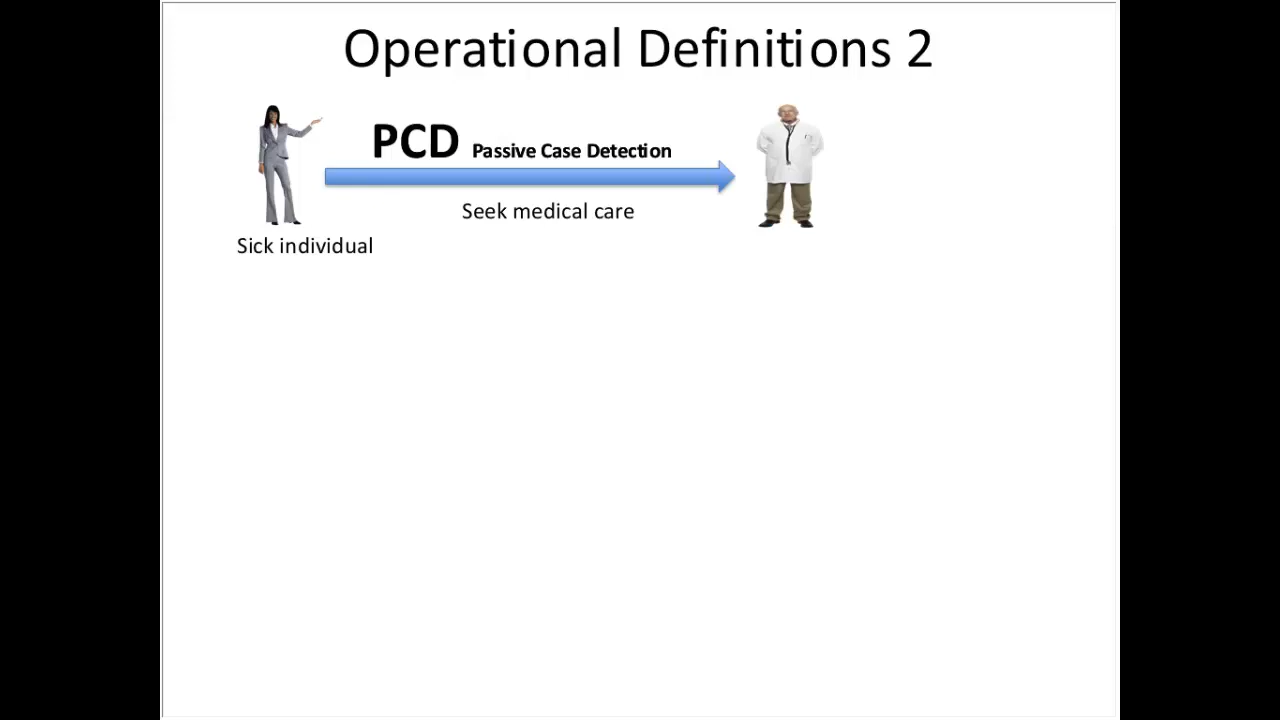 Operational Definitions 2
PCD Passive Case Detection
Seek medical care
Sick individual